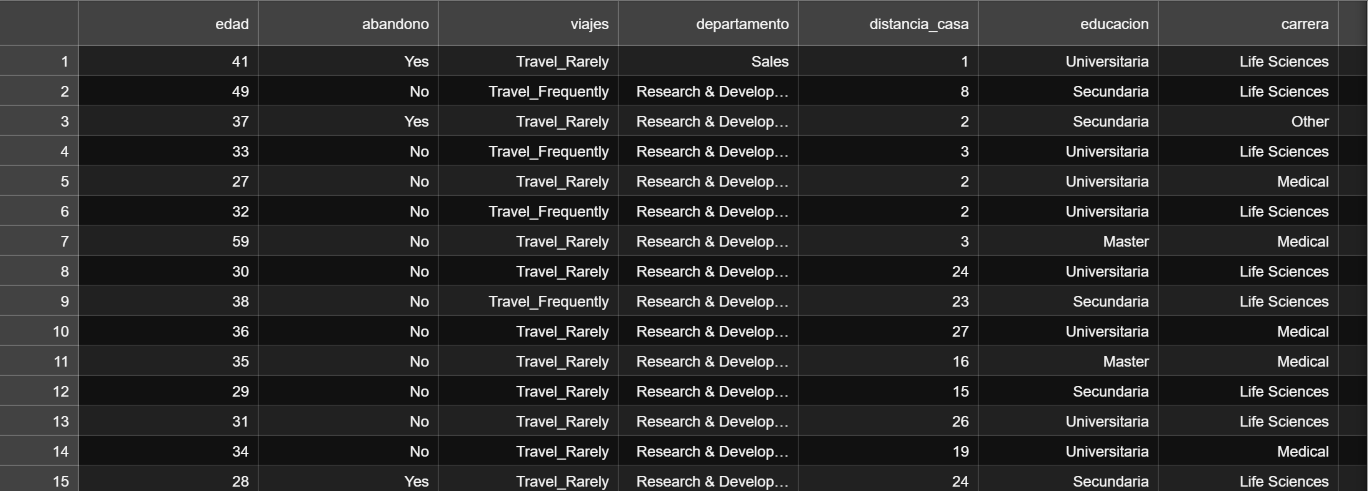 edad abandono viajes departamento distancia_casa educacion carrera
1 41 Yes Travel_Rarely Sales 1 Universitaria Life Sciences
2 49 No Travel_Frequently Research & Develop... 8 Secundaria Life Sciences
3 37 Yes Travel_Rarely Research & Develop... 2 Secundaria Other
4 33 No Travel_Frequently Research & Develop... 3 Universitaria Life Sciences
5 27 No Travel_Rarely Research & Develop... 2 Universitaria Medical
6 32 No Travel_Frequently Research & Develop... 2 Universitaria Life Sciences
7 59 No Travel_Rarely Research & Develop... 3 Master Medical
8 30 No Travel_Rarely Research & Develop... 24 Universitaria Life Sciences
9 38 No Travel_Frequently Research & Develop... 23 Secundaria Life Sciences
10 36 No Travel_Rarely Research & Develop... 27 Universitaria Medical
11 35 No Travel_Rarely Research & Develop... 16 Master Medical
12 29 No Travel_Rarely Research & Develop... 15 Secundaria Life Sciences
13 31 No Travel_Rarely Research & Develop... 26 Universitaria Life Sciences
14 34 No Travel_Rarely Research & Develop... 19 Universitaria Medical
15 28 Yes Travel_Rarely Research & Develop... 24 Secundaria Life Sciences